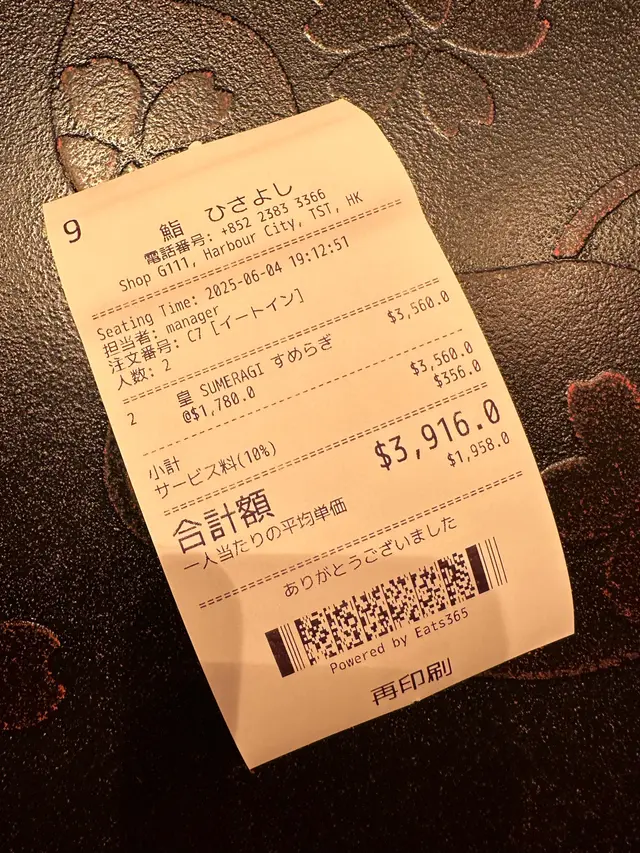 9
鮨 ひさよし
電話番号: +852 2383 3366
Shop G111, Harbour City, TST, HK
Seating Time: 2025-06-04 19:12:51
担当者: manager
注文番号: C7 [イートイン]
人数: 2
2 皇 SUMERAGI すめらぎ $3,560.0
@$1,780.0
小計 $3,560.0
サービス料(10%) $356.0
合計額 $3,916.0
一人当たりの平均単価 $1,958.0
ありがとうございました
Powered by Eats365
再印刷